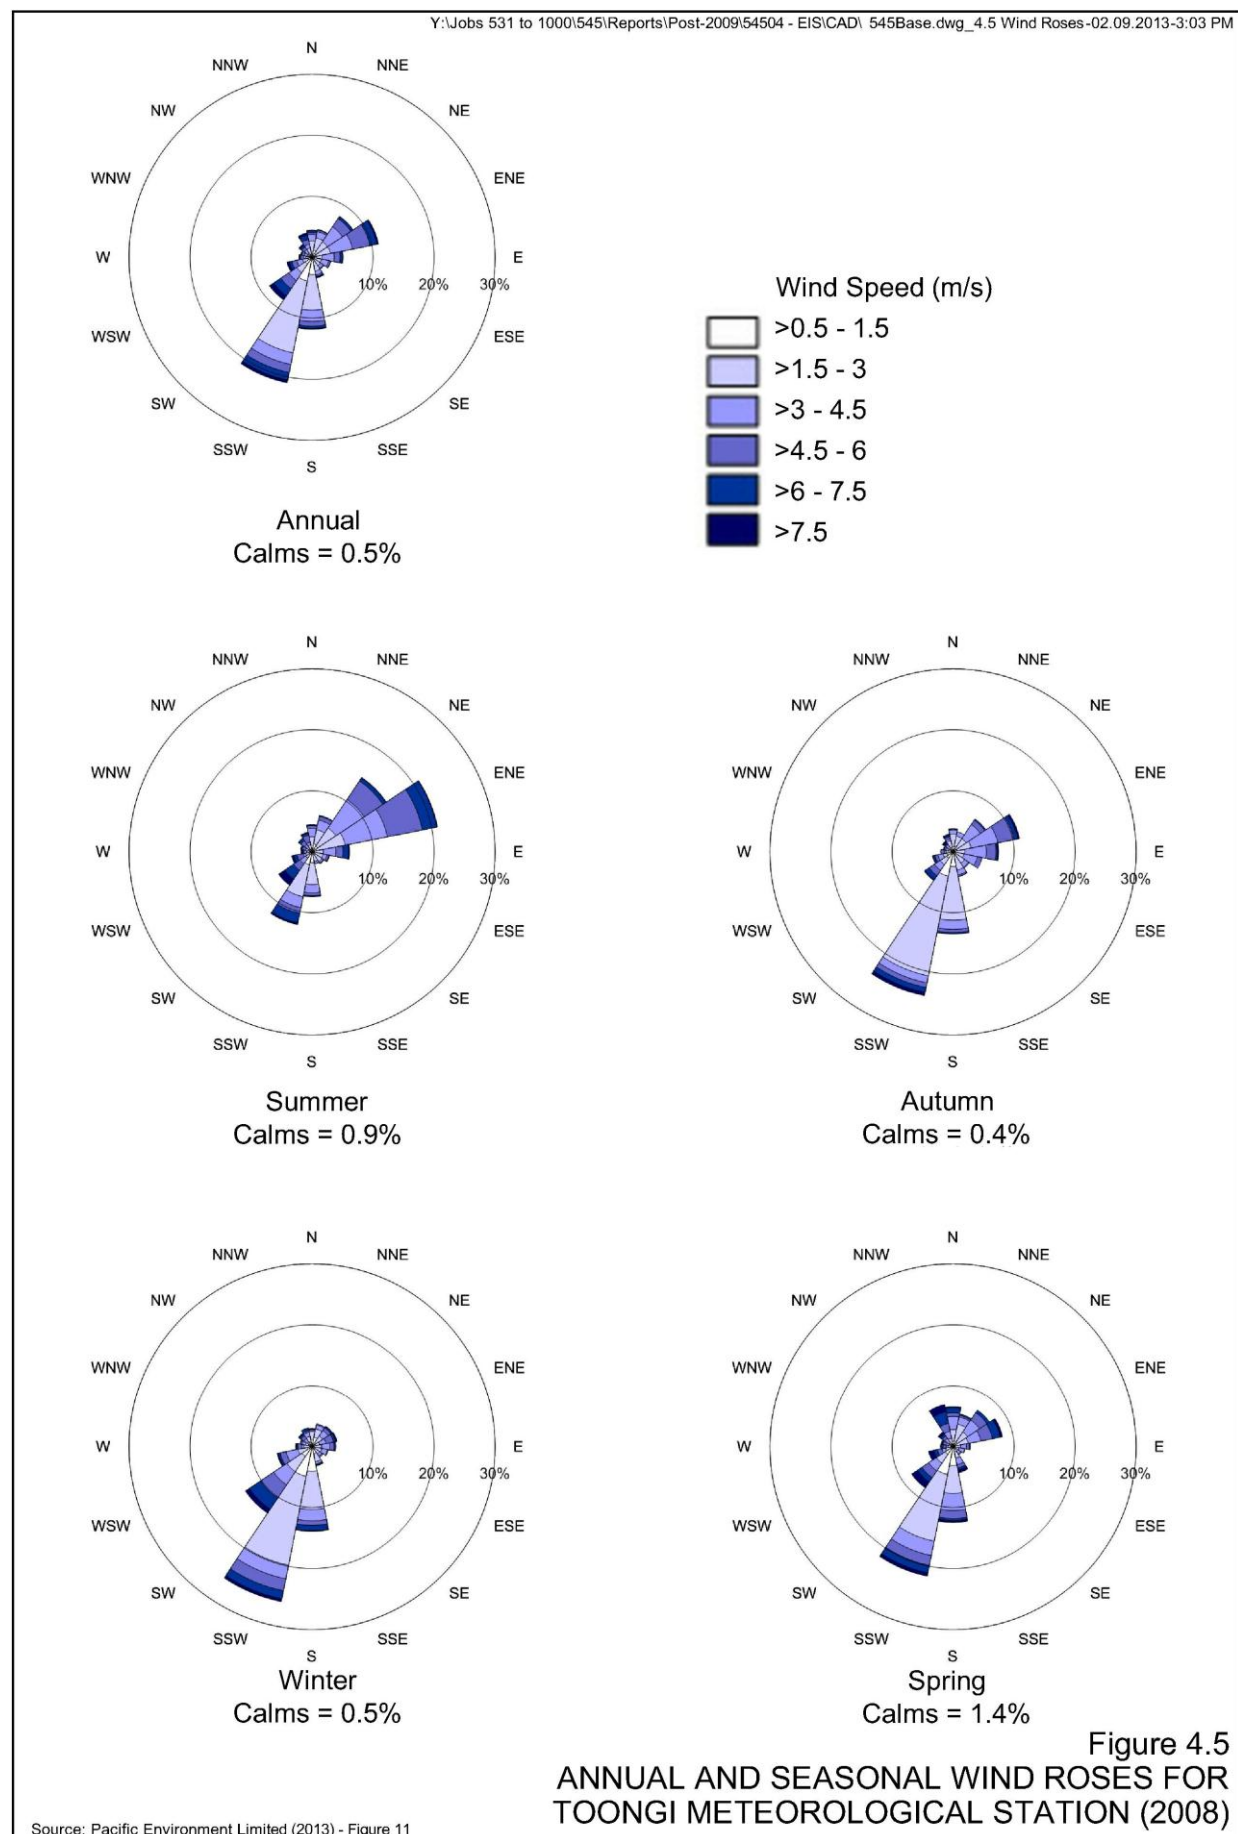 Y:\Jobs 531 to 1000\545\Reports\Post-2009\54504 - EIS\CAD\ 545Base.dwg_4.5 Wind Roses-02.09.2013-3:03 PM
N
NNW NNE
NW NE
WNW ENE
W E
10% 20% 30%
WSW ESE
SW SE
SSW SSE
S
Annual
Calms = 0.5%
Wind Speed (m/s)
>0.5 - 1.5
>1.5 - 3
>3 - 4.5
>4.5 - 6
>6 - 7.5
>7.5
N
NNW NNE
NW NE
WNW ENE
W E
10% 20% 30%
WSW ESE
SW SE
SSW SSE
S
Summer
Calms = 0.9%
N
NNW NNE
NW NE
WNW ENE
W E
10% 20% 30%
WSW ESE
SW SE
SSW SSE
S
Autumn
Calms = 0.4%
N
NNW NNE
NW NE
WNW ENE
W E
10% 20% 30%
WSW ESE
SW SE
SSW SSE
S
Winter
Calms = 0.5%
N
NNW NNE
NW NE
WNW ENE
W E
10% 20% 30%
WSW ESE
SW SE
SSW SSE
S
Spring
Calms = 1.4%
Figure 4.5
ANNUAL AND SEASONAL WIND ROSES FOR
TOONGI METEOROLOGICAL STATION (2008)
Source: Pacific Environment Limited (2013) - Figure 11